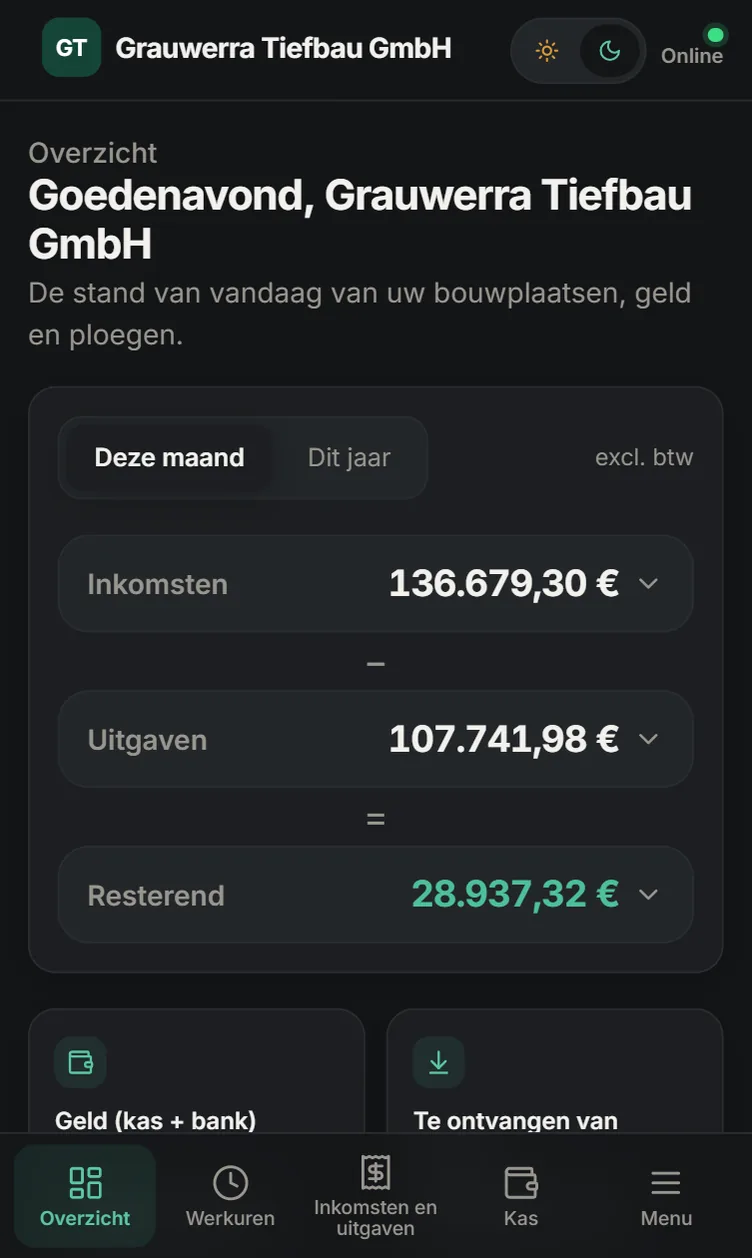 GT Grauwerra Tiefbau GmbH
Online
Overzicht
Goedenavond, Grauwerra Tiefbau
GmbH
De stand van vandaag van uw bouwplaatsen, geld
en ploegen.
Deze maand Dit jaar excl. btw
Inkomsten 136.679,30 €
–
Uitgaven 107.741,98 €
=
Resterend 28.937,32 €
Geld (kas + bank) Te ontvangen van
Overzicht Werkuren Inkomsten en Kas Menu
uitgaven